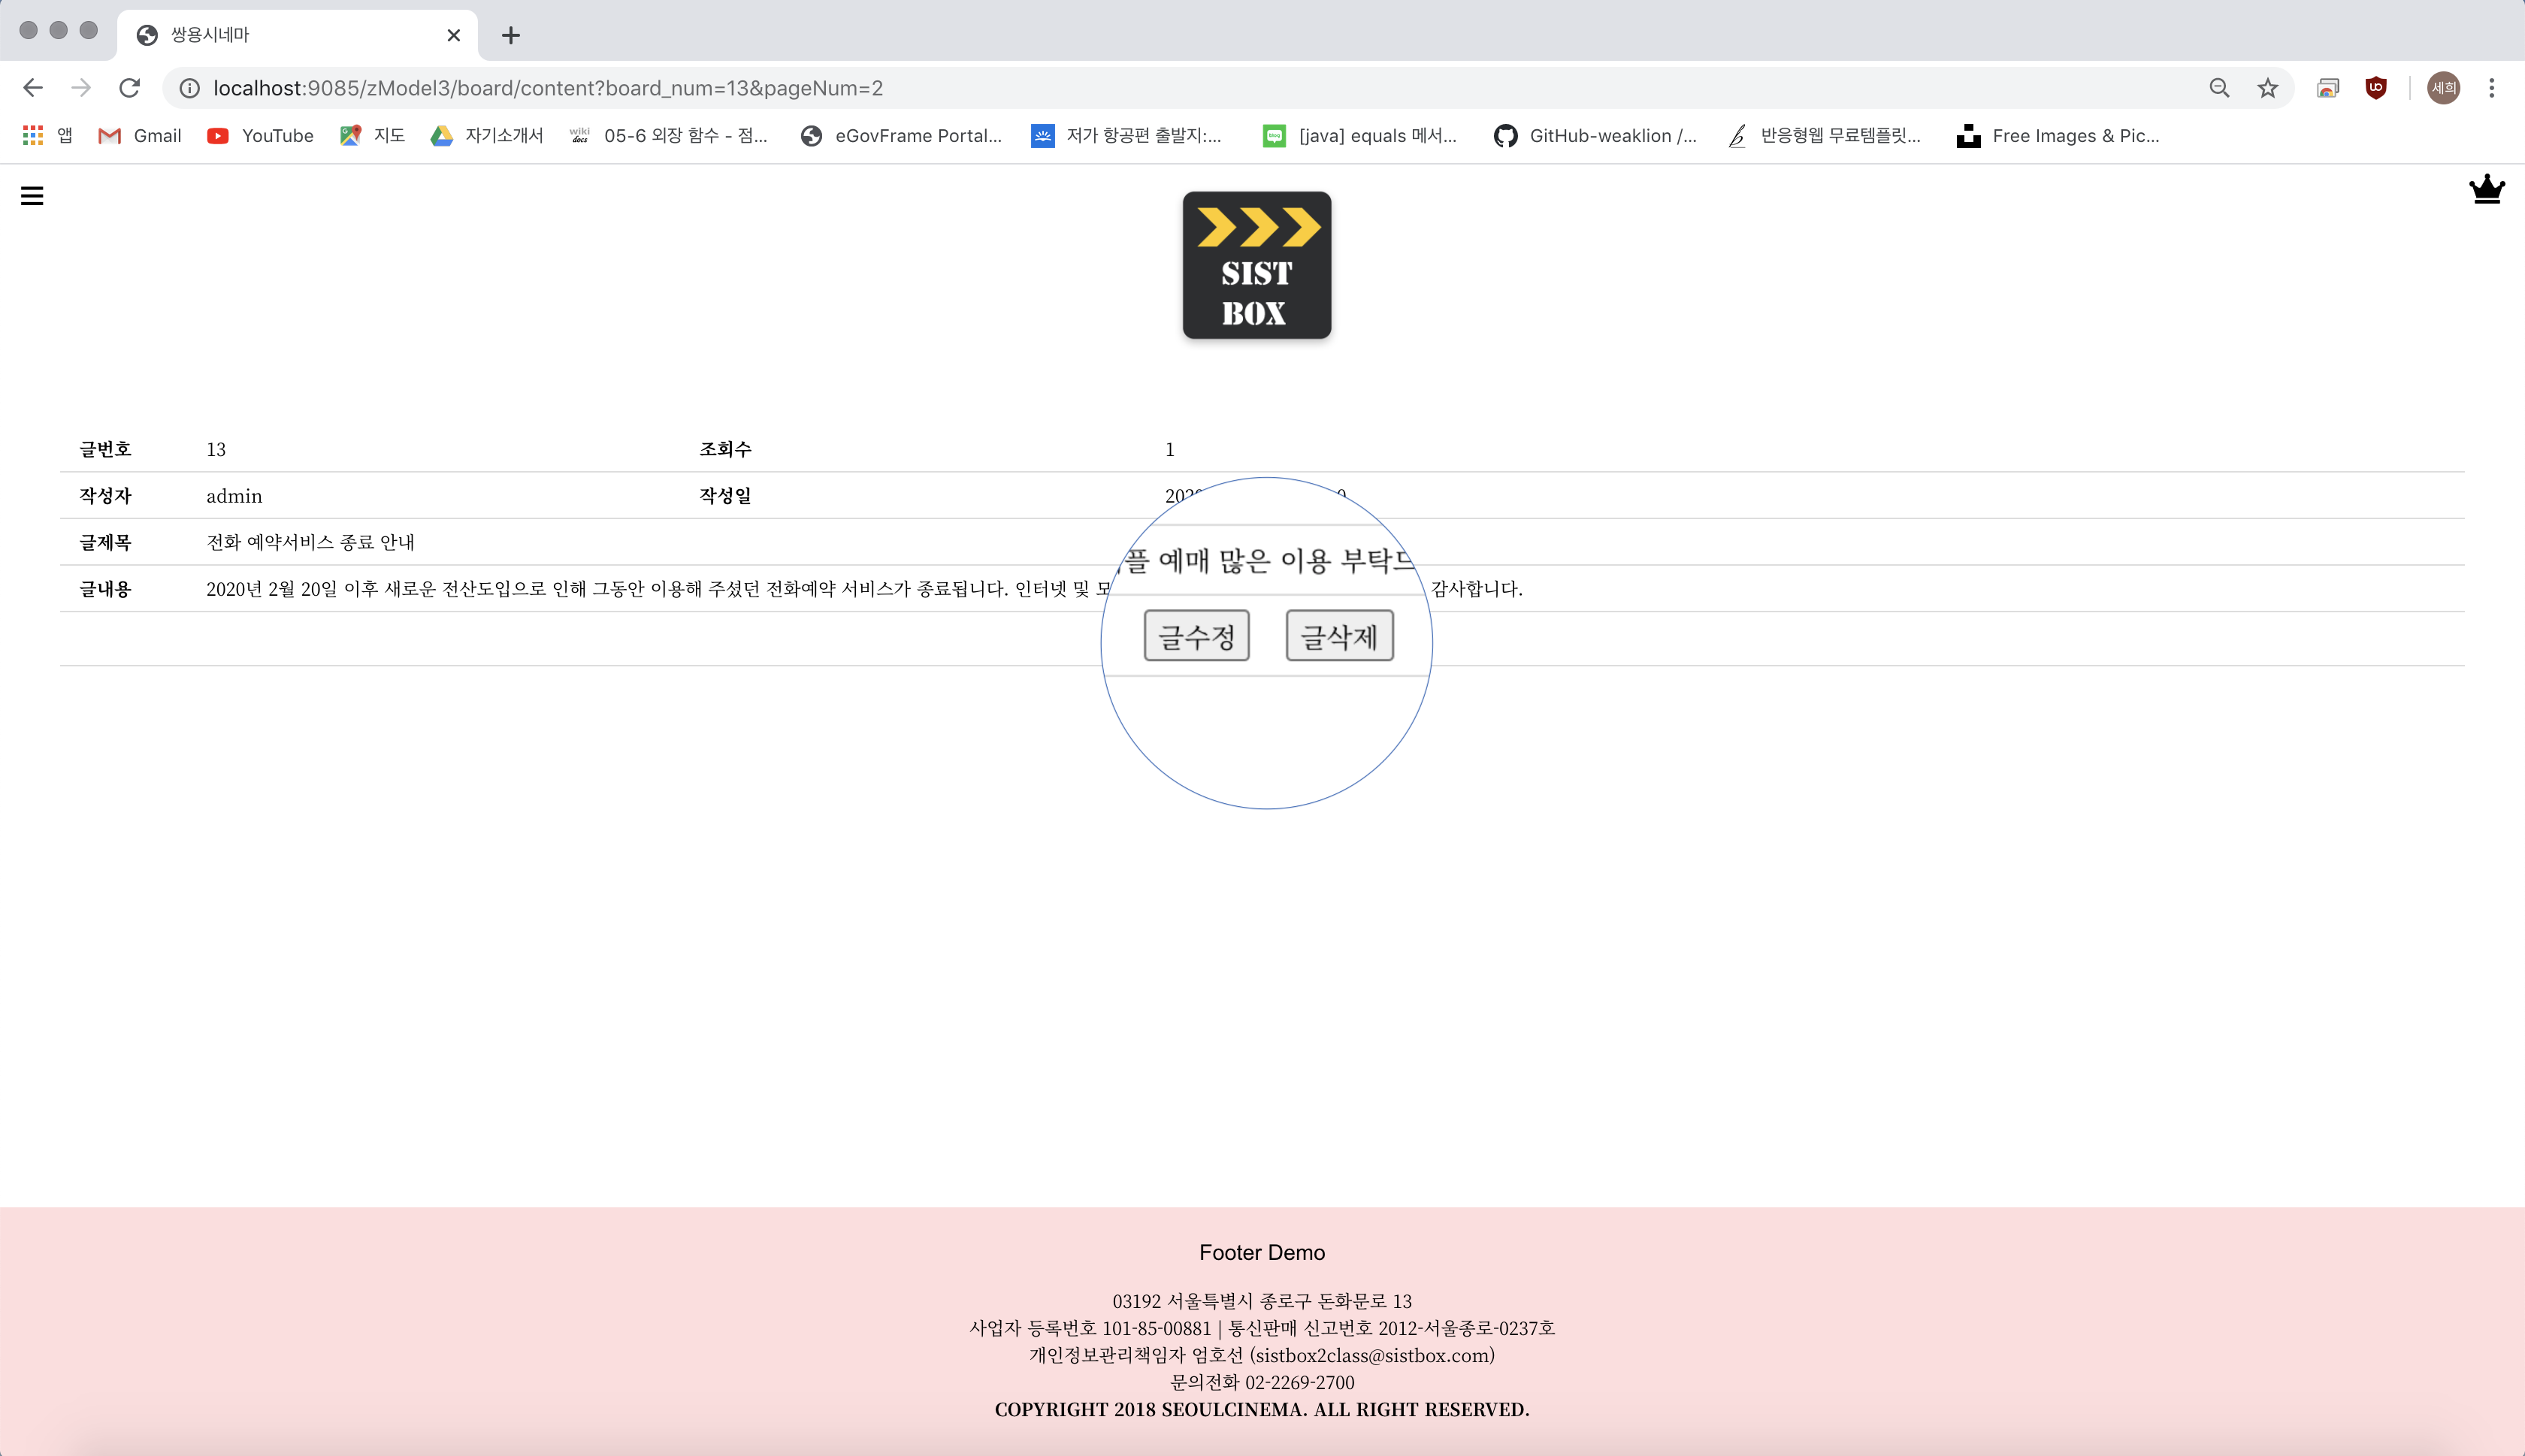 쌍용시네마
localhost:9085/zModel3/board/content?board_num=13&pageNum=2
세희
앱 Gmail YouTube 지도 자기소개서 wiki docs 05-6 외장 함수 - 점... eGovFrame Portal... 저가 항공편 출발지:... [java] equals 메서... GitHub-weaklion /... 반응형웹 무료템플릿... Free Images & Pic...
SIST
BOX
글번호 13 조회수 1
작성자 admin 작성일
글제목 전화 예약서비스 종료 안내
플 예매 많은 이용 부탁드
글내용 2020년 2월 20일 이후 새로운 전산도입으로 인해 그동안 이용해 주셨던 전화예약 서비스가 종료됩니다. 인터넷 및 모 감사합니다.
글수정 글삭제
Footer Demo
03192 서울특별시 종로구 돈화문로 13
사업자 등록번호 101-85-00881 | 통신판매 신고번호 2012-서울종로-0237호
개인정보관리책임자 엄호선 (sistbox2class@sistbox.com)
문의전화 02-2269-2700
COPYRIGHT 2018 SEOULCINEMA. ALL RIGHT RESERVED.